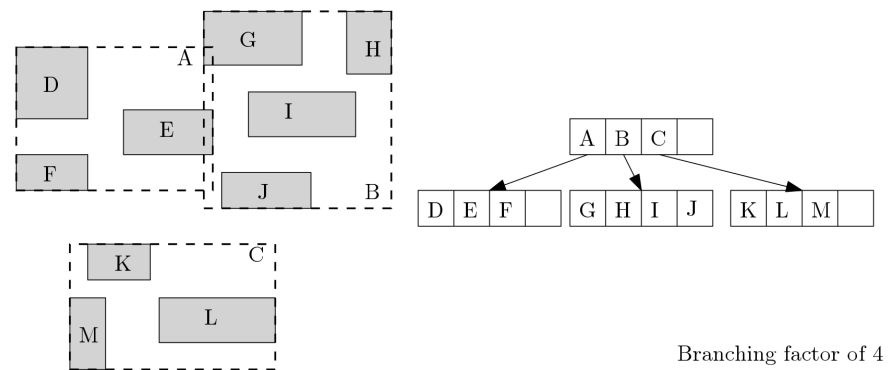 G
H
A
D
I
E
F
J
B
K
C
L
M
A B C
D E F
G H I J
K L M
Branching factor of 4